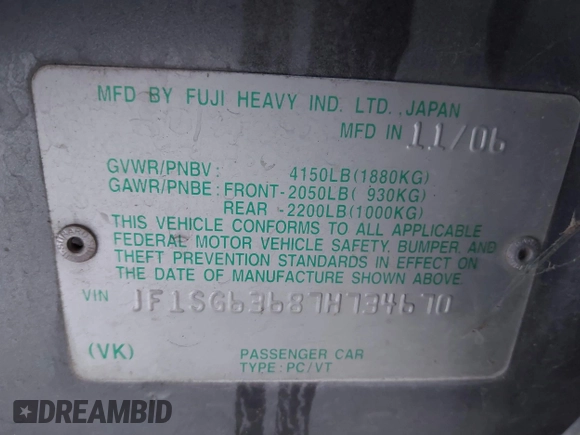 MFD BY FUJI HEAVY IND. LTD., JAPAN
MFD IN 11/06
GVWR/PNBV: 4150LB(1880KG)
GAWR/PNBE: FRONT-2050LB( 930KG)
REAR -2200LB(1000KG)
THIS VEHICLE CONFORMS TO ALL APPLICABLE
FEDERAL MOTOR VEHICLE SAFETY, BUMPER, AND
THEFT PREVENTION STANDARDS IN EFFECT ON
THE DATE OF MANUFACTURE SHOWN ABOVE.
VIN JF1SG63687H734670
(VK) PASSENGER CAR
TYPE: PC/VT
DREAMBID